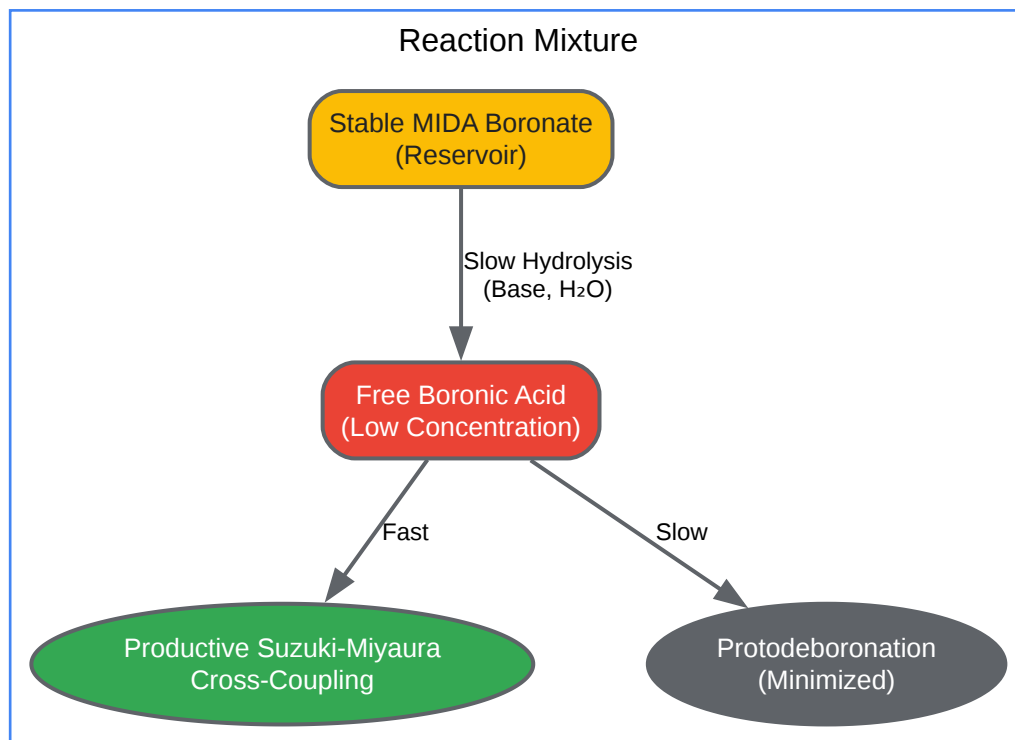 Reaction Mixture
Stable MIDA Boronate
(Reservoir)
Slow Hydrolysis
(Base, H₂O)
Free Boronic Acid
(Low Concentration)
Fast
Slow
Productive Suzuki-Miyaura
Cross-Coupling
Protodeboronation
(Minimized)